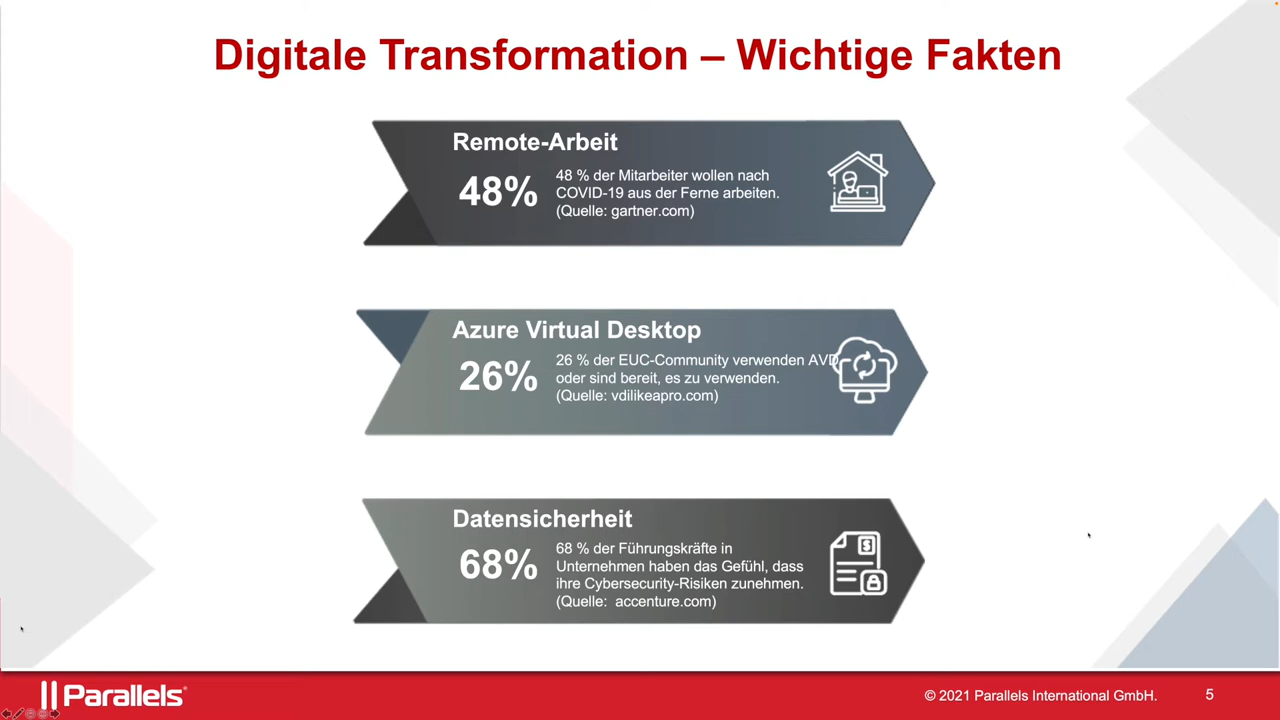 Digitale Transformation – Wichtige Fakten
Remote-Arbeit
48%
48 % der Mitarbeiter wollen nach
COVID-19 aus der Ferne arbeiten.
(Quelle: gartner.com)
Azure Virtual Desktop
26%
26 % der EUC-Community verwenden AVD
oder sind bereit, es zu verwenden.
(Quelle: vdilikeapro.com)
Datensicherheit
68%
68 % der Führungskräfte in
Unternehmen haben das Gefühl, dass
ihre Cybersecurity-Risiken zunehmen.
(Quelle: accenture.com)
$
Parallels®
© 2021 Parallels International GmbH.
5